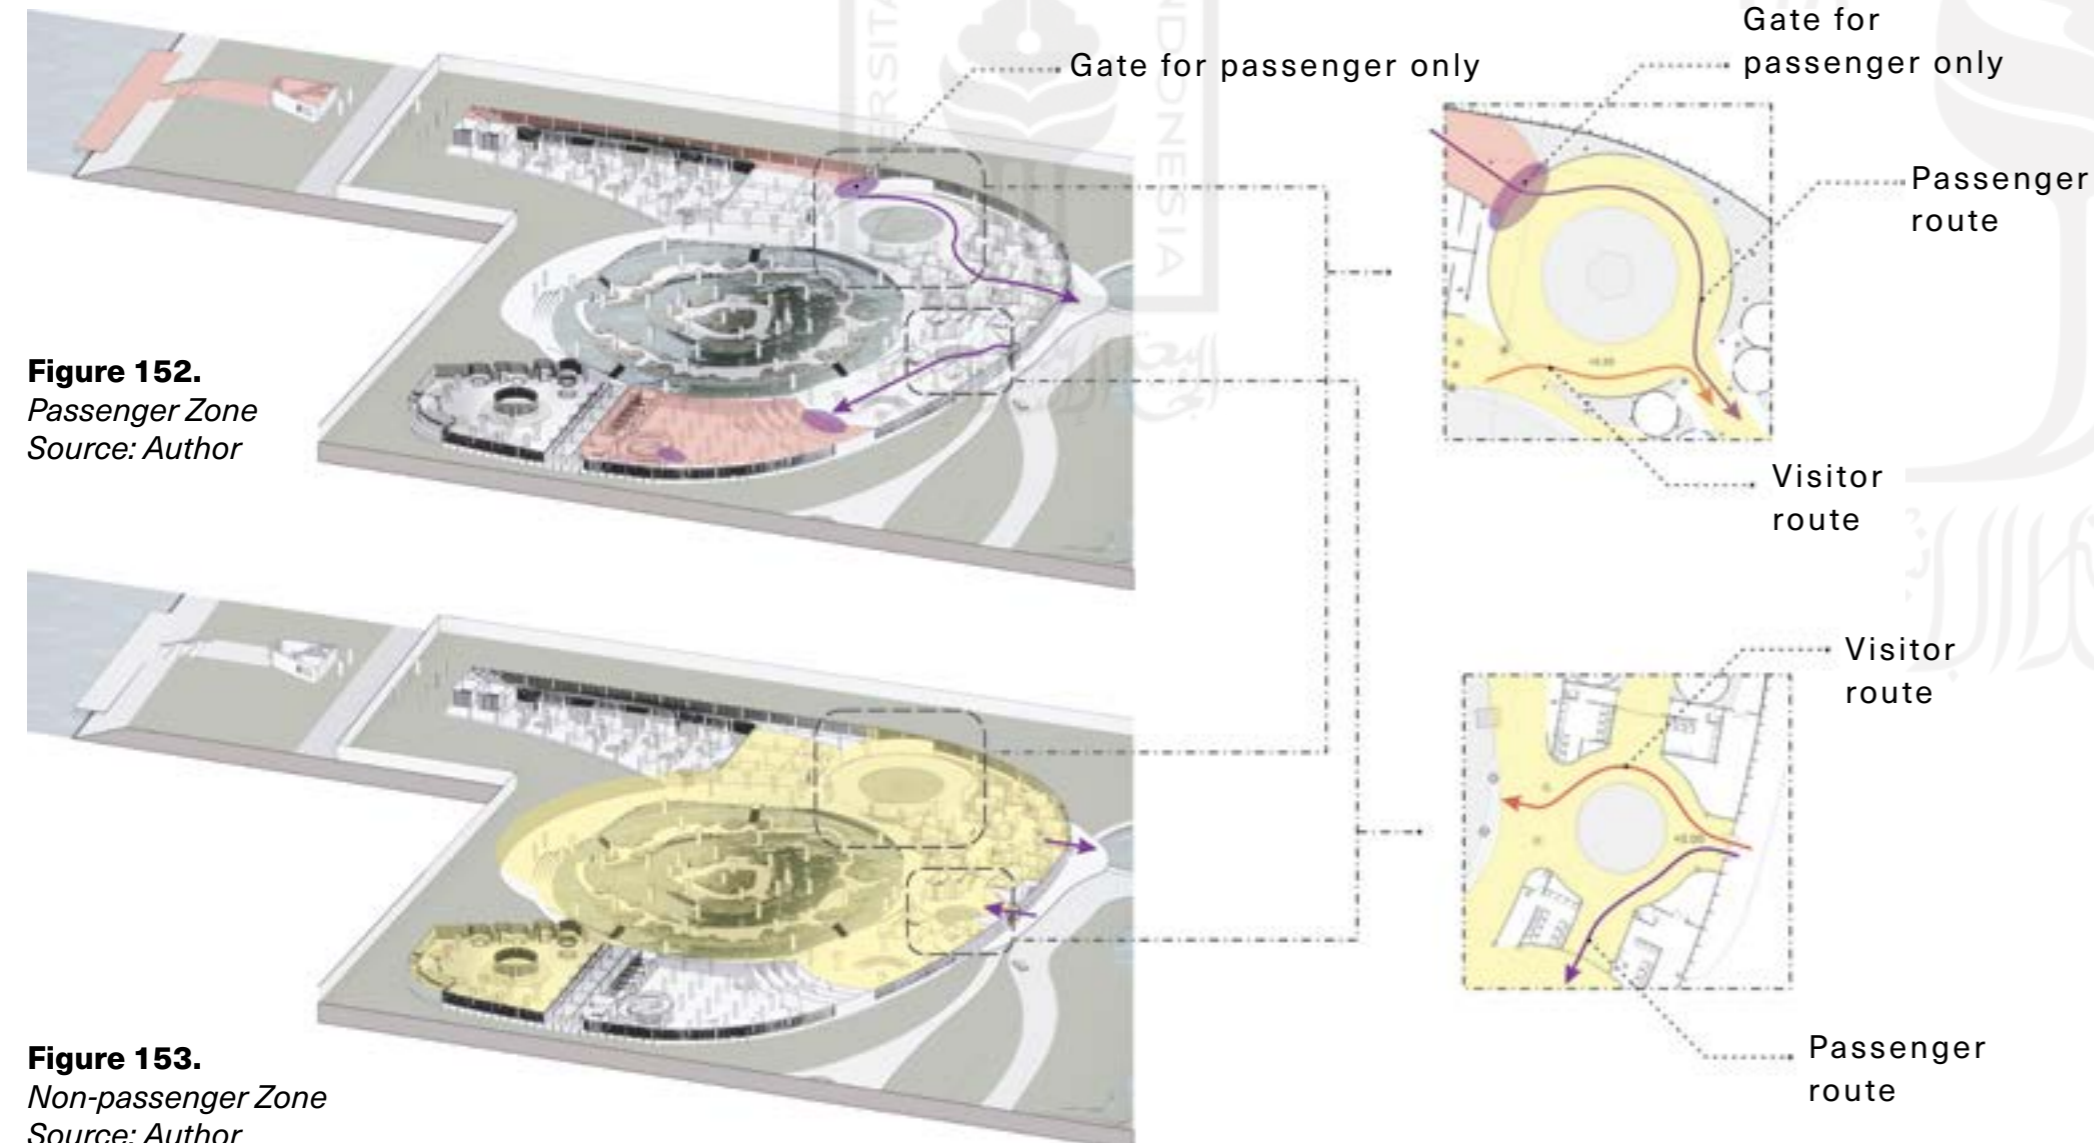 Gate for
passenger only
Gate for passenger only
Passenger
route
Figure 152.
Passenger Zone
Source: Author
Visitor
route
Visitor
route
Figure 153.
Non-passenger Zone
Source: Author
Passenger
route
INDONESIA